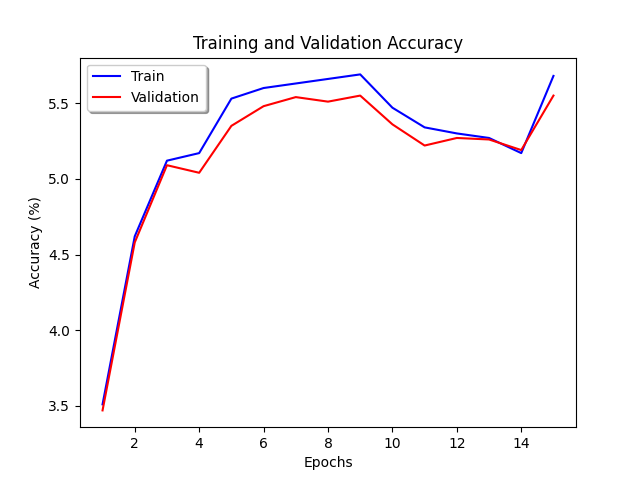 Training and Validation Accuracy
Train
Validation
Accuracy (%)
5.5
5.0
4.5
4.0
3.5
2 4 6 8 10 12 14
Epochs